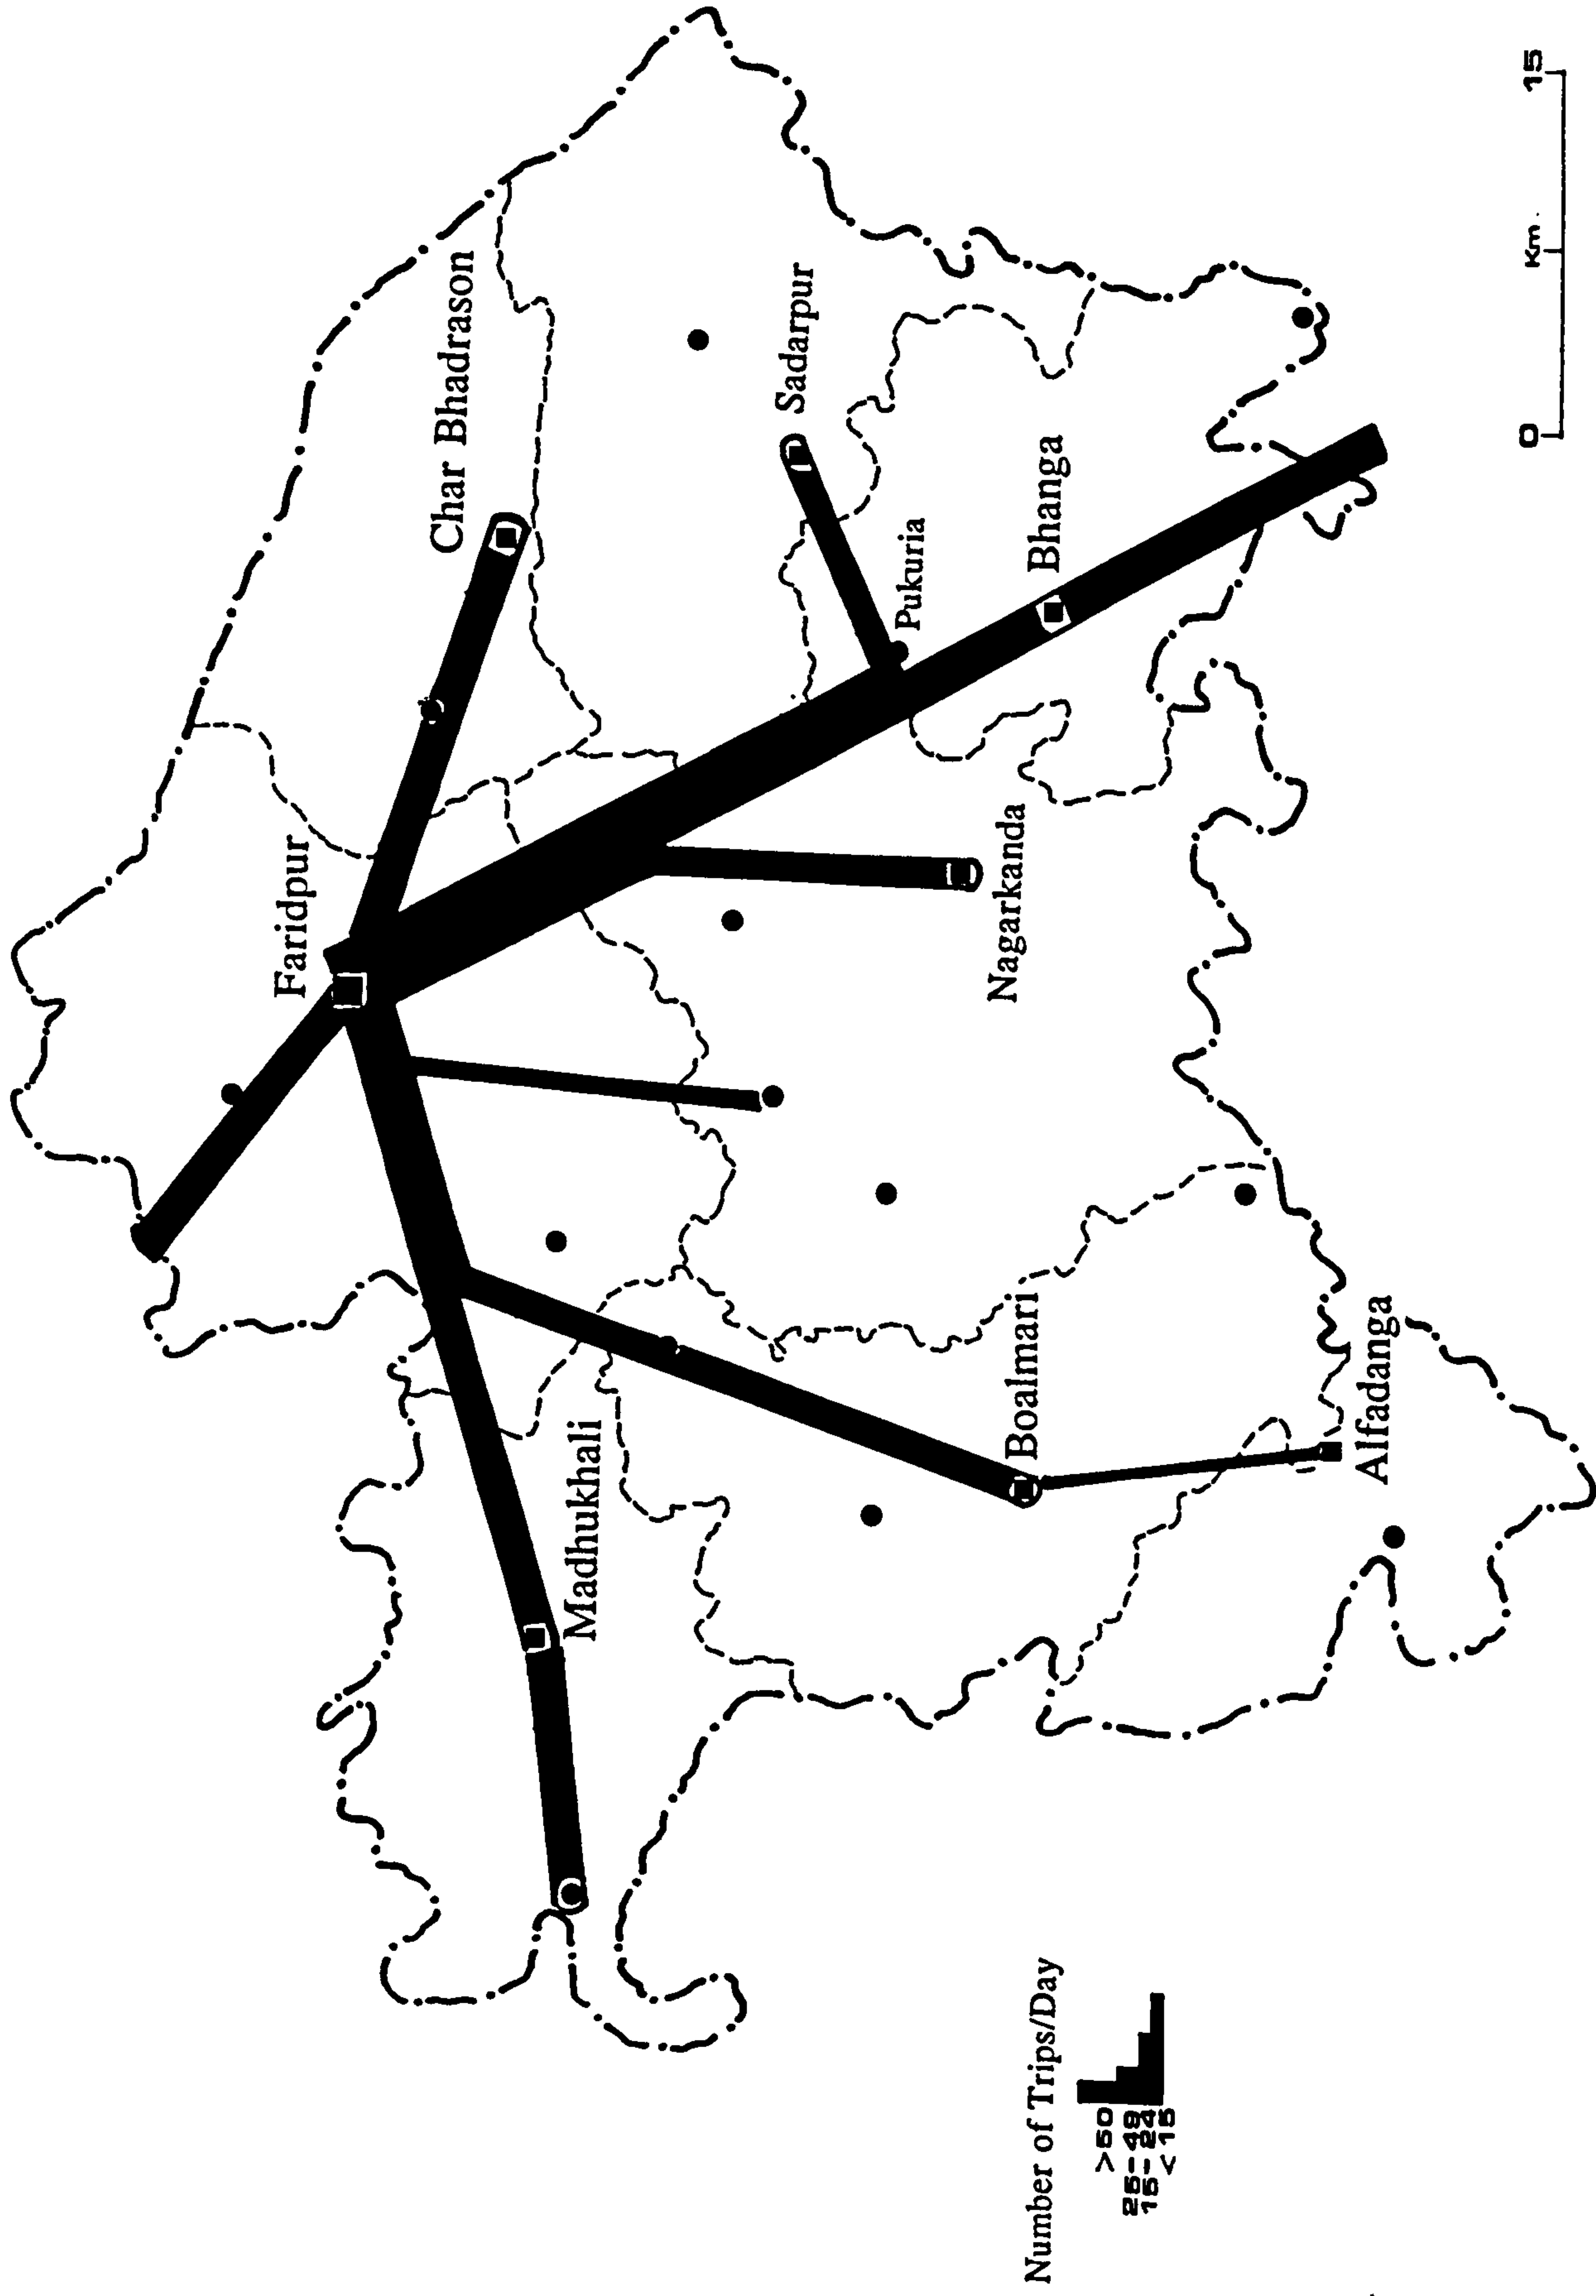 Faridpur
Char Bhadrason
Sadarpur
Pukuria
Bhanga
Nagarkanda
Madhukhali
Boalmari
Alfadanga
Number of Trips/Day
>50
25-49
15-24
<15
0 Km. 15